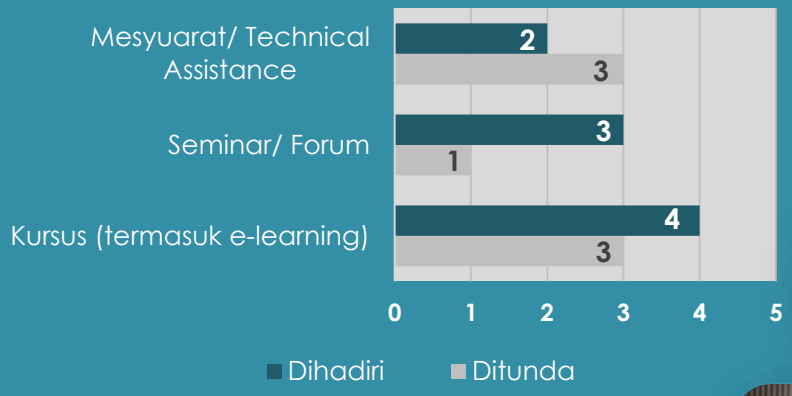 Mesyuarat/ Technical
Assistance
2
3
Seminar/ Forum
3
1
Kursus (termasuk e-learning)
4
3
0 1 2 3 4 5
Dihadiri Ditunda